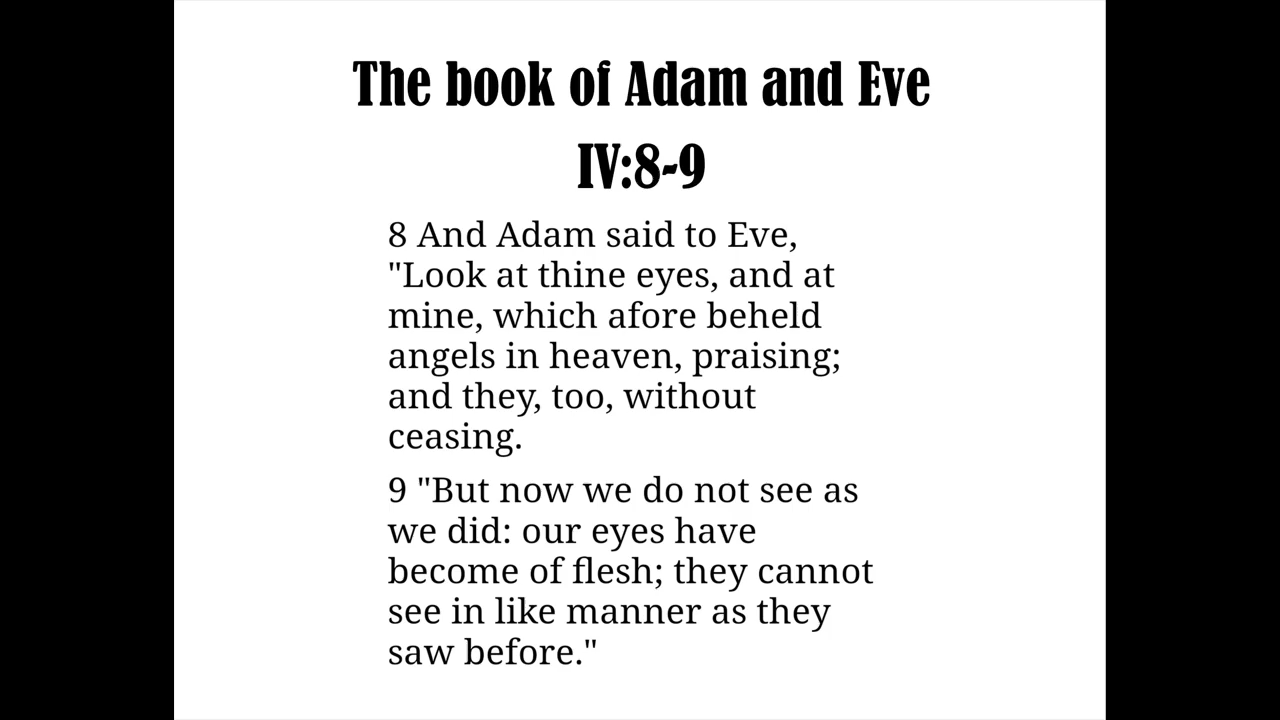 The book of Adam and Eve
IV:8-9
8 And Adam said to Eve,
"Look at thine eyes, and at
mine, which afore beheld
angels in heaven, praising;
and they, too, without
ceasing.
9 "But now we do not see as
we did: our eyes have
become of flesh; they cannot
see in like manner as they
saw before."